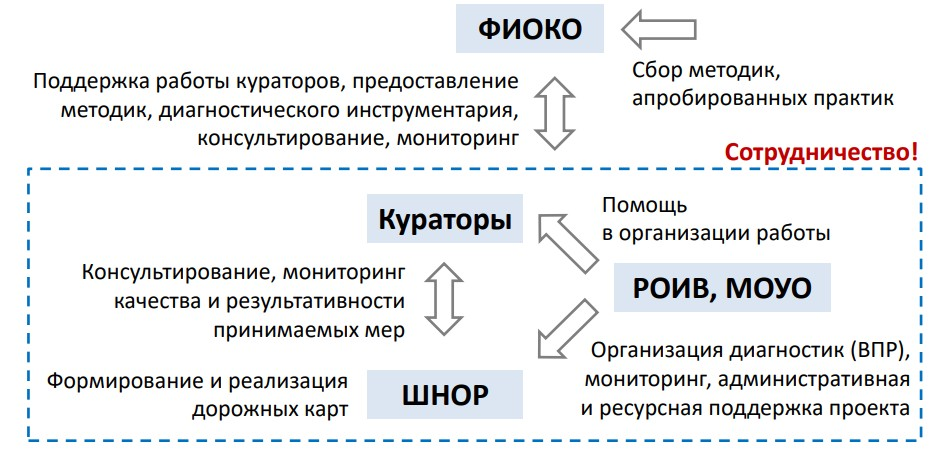 ФИОКО
Сбор методик,
апробированных практик
Поддержка работы кураторов, предоставление
методик, диагностического инструментария,
консультирование, мониторинг
Сотрудничество!
Кураторы
Помощь
в организации работы
Консультирование, мониторинг
качества и результативности
принимаемых мер
РОИВ, МОУО
Организация диагностик (ВПР),
мониторинг, административная
и ресурсная поддержка проекта
Формирование и реализация
дорожных карт
ШНОР